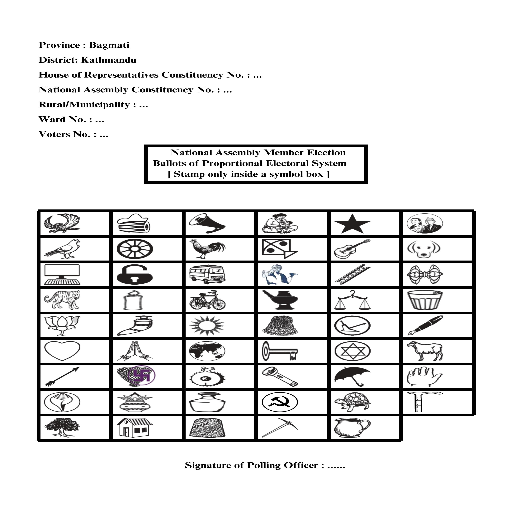 Province : Bagmati
District: Kathmandu
House of Representatives Constituency No. : ...
National Assembly Constituency No. : ...
Rural/Municipality : ...
Ward No. : ...
Voters No. : ...
National Assembly Member Election
Ballots of Proportional Electoral System
[ Stamp only inside a symbol box ]
Signature of Polling Officer : ......